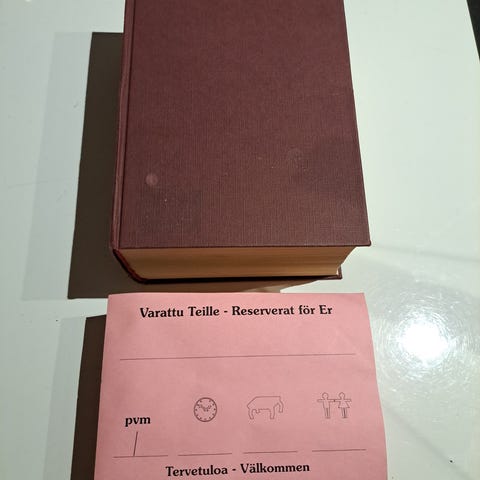 Varattu Teille - Reserverat för Er
pvm
/
Tervetuloa - Välkommen